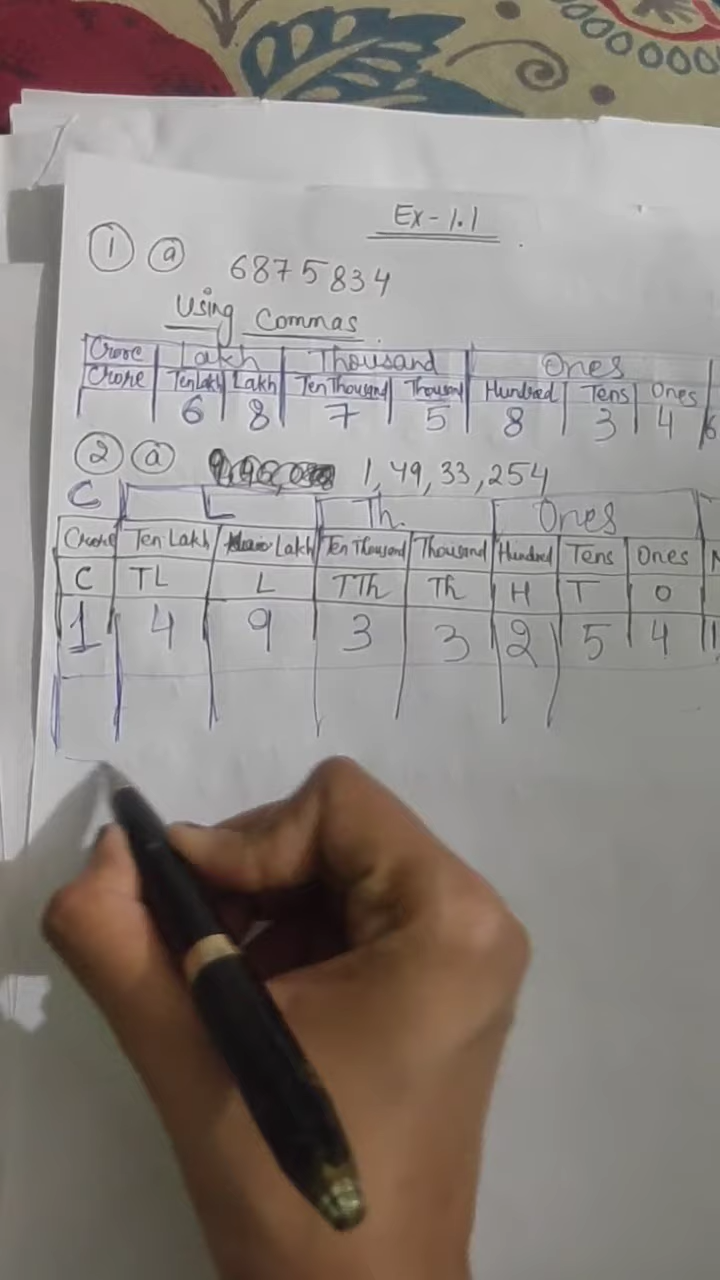 Ex - 1.1
① ⓐ 6875834
Using Commas
Crore Lakh Thousand Ones
Crore Ten Lakh Lakh Ten Thousand Thousand Hundred Tens Ones
6 8 7 5 8 3 4 6
② ⓐ 1,49,33,254
C L Th. Ones
Crore Ten Lakh Lakh Ten Thousand Thousand Hundred Tens Ones
C TL L TTh Th H T O
1 4 9 3 3 2 5 4